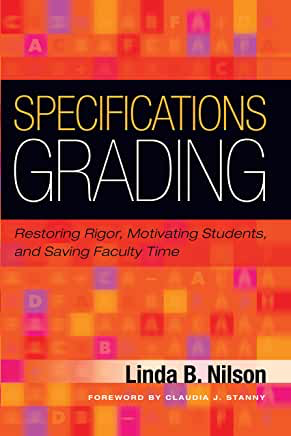 SPECIFICATIONS
GRADING
Restoring Rigor, Motivating Students,
and Saving Faculty Time
Linda B. Nilson
FOREWORD BY CLAUDIA J. STANNY